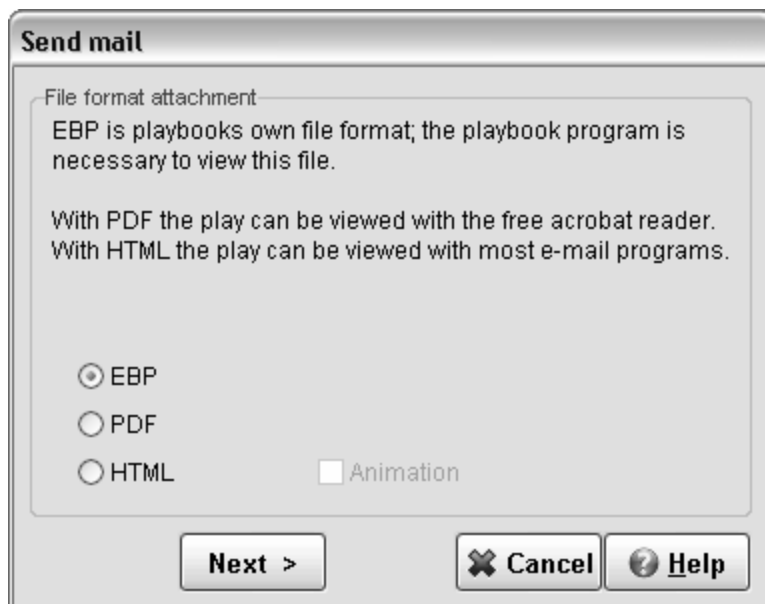 Send mail
File format attachment
EBP is playbooks own file format; the playbook program is
necessary to view this file.
With PDF the play can be viewed with the free acrobat reader.
With HTML the play can be viewed with most e-mail programs.
EBP
PDF
HTML Animation
Next > Cancel Help